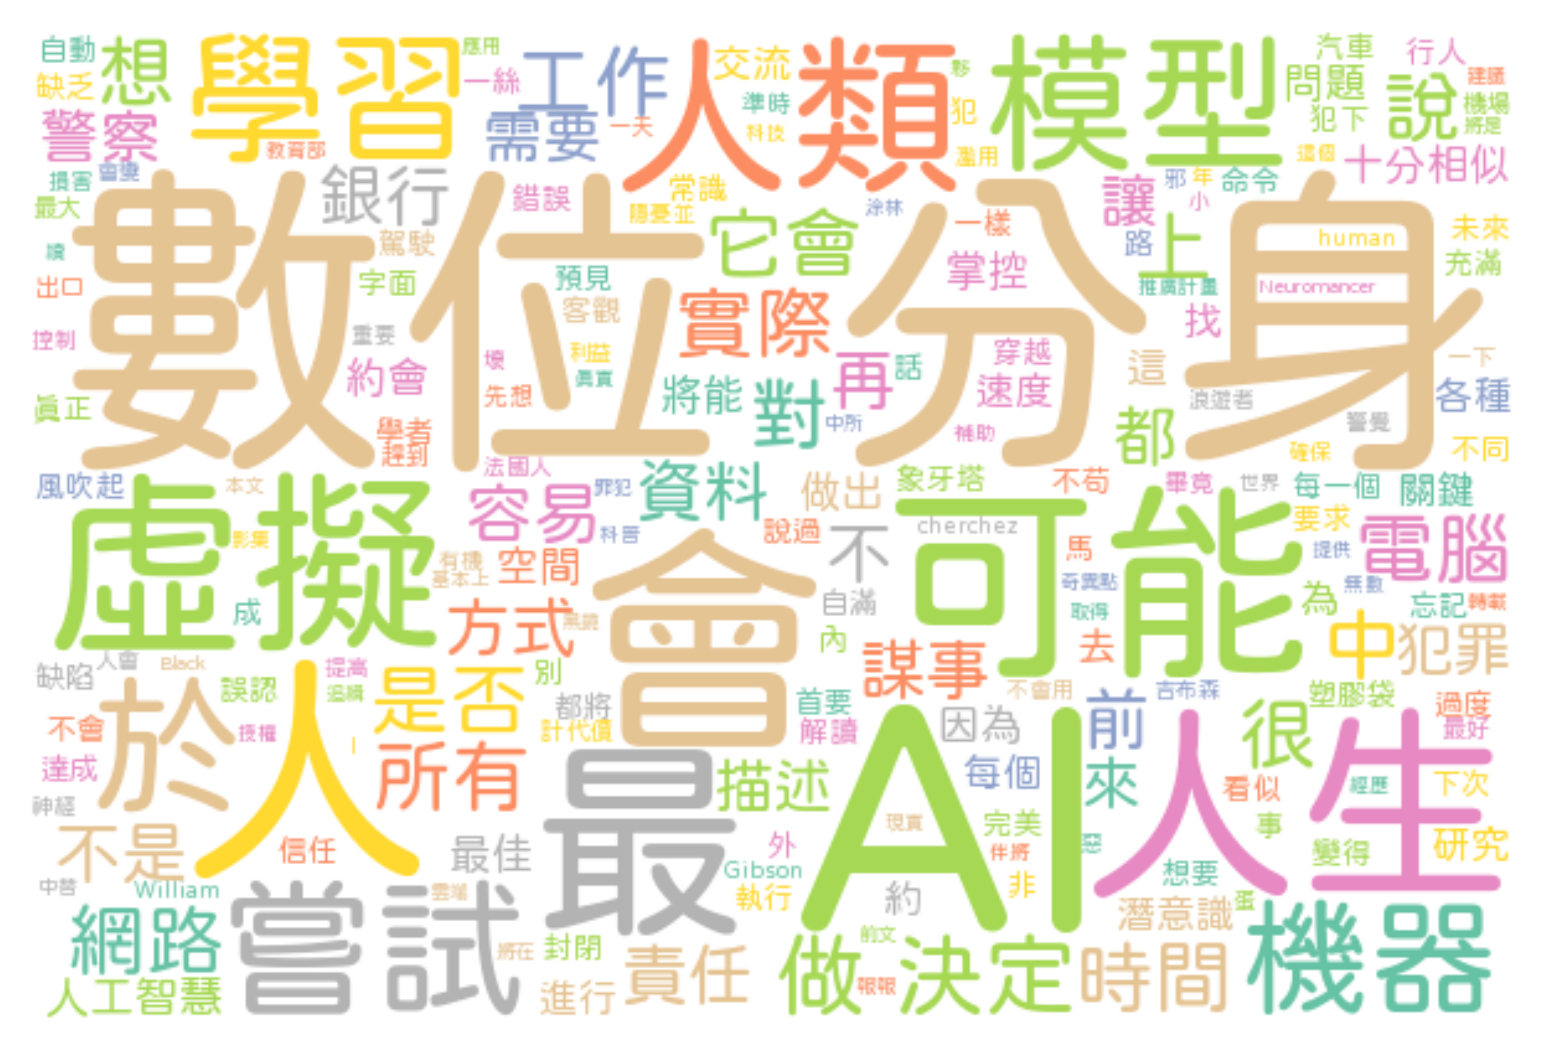 自動
想
學習
應用
一絲
工作
人類
交流
夥
模型
汽車
行人
建議
缺乏
準時
犯
問題
說
機場
將是
警察
教育部
需要
一天
科技
濫用
犯下
這個
十分相似
損害
會變
銀行
錯誤
常識
隱憂並
涂林
讓
邪
年
命令
小
最大
數位分身
駕駛
它會
一樣
路
上
human
未來
充滿
續
出口
字面
預見
客觀
實際
掌控
推廣計畫
Neuromancer
找
控制
重要
約會
壞
利益
真實
先想
將能
對
再
話
穿越
速度
這
一下
各種
浪遊者
真正
學者
趕到
中所
補助
都
警覺
確保
不同
風吹起
本文
法國人
容易
罪犯
資料
做出
象牙塔
不苟
畢竟
世界
每一個
關鍵
虛擬
影集
科普
說過
不
cherchez
可能
要求
電腦
有機
基本上
空間
會
馬
提供
奇異點
無數
成
方式
黑鏡
自滿
內
取得
為
忘記
轉載
缺陷
人會
Black
提高
追續
是否
別
謀事
去
中
犯罪
誤認
人
都將
計代價
首要
解讀
不會用
吉布森
塑膠袋
過度
最好
不會
於
授權
所有
因為
前
很
達成
最
描述
AI
每個
來
人生
看似
經歷
下次
神經
不是
信任
最佳
外
現實
完美
伴將
惡
事
變得
研究
中替
William
雲端
Gibson
執行
約
非
想要
潛意識
蛋
網路
嘗試
將在
封閉
責任
做
前文
報報
決定
時間
機器
人工智慧
進行